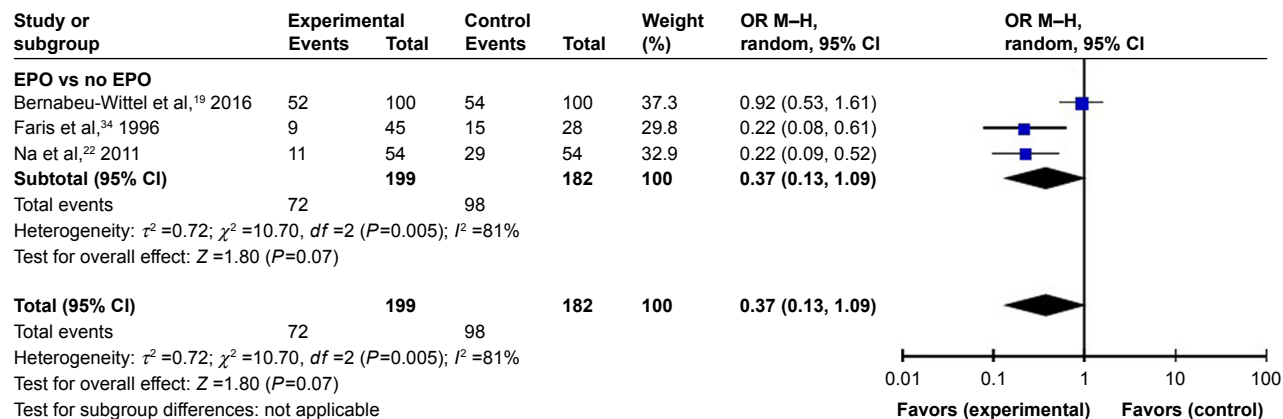 Study or subgroup Experimental Events Total Control Events Total Weight (%) OR M–H, random, 95% CI OR M–H, random, 95% CI
EPO vs no EPO
Bernabeu-Wittel et al,¹⁹ 2016 52 100 54 100 37.3 0.92 (0.53, 1.61)
Faris et al,³⁴ 1996 9 45 15 28 29.8 0.22 (0.08, 0.61)
Na et al,²² 2011 11 54 29 54 32.9 0.22 (0.09, 0.52)
Subtotal (95% CI) 199 182 100 0.37 (0.13, 1.09)
Total events 72 98
Heterogeneity: τ² =0.72; χ² =10.70, df =2 (P=0.005); I² =81%
Test for overall effect: Z =1.80 (P=0.07)
Total (95% CI) 199 182 100 0.37 (0.13, 1.09)
Total events 72 98
Heterogeneity: τ² =0.72; χ² =10.70, df =2 (P=0.005); I² =81%
Test for overall effect: Z =1.80 (P=0.07)
Test for subgroup differences: not applicable
0.01 0.1 1 10 100
Favors (experimental) Favors (control)